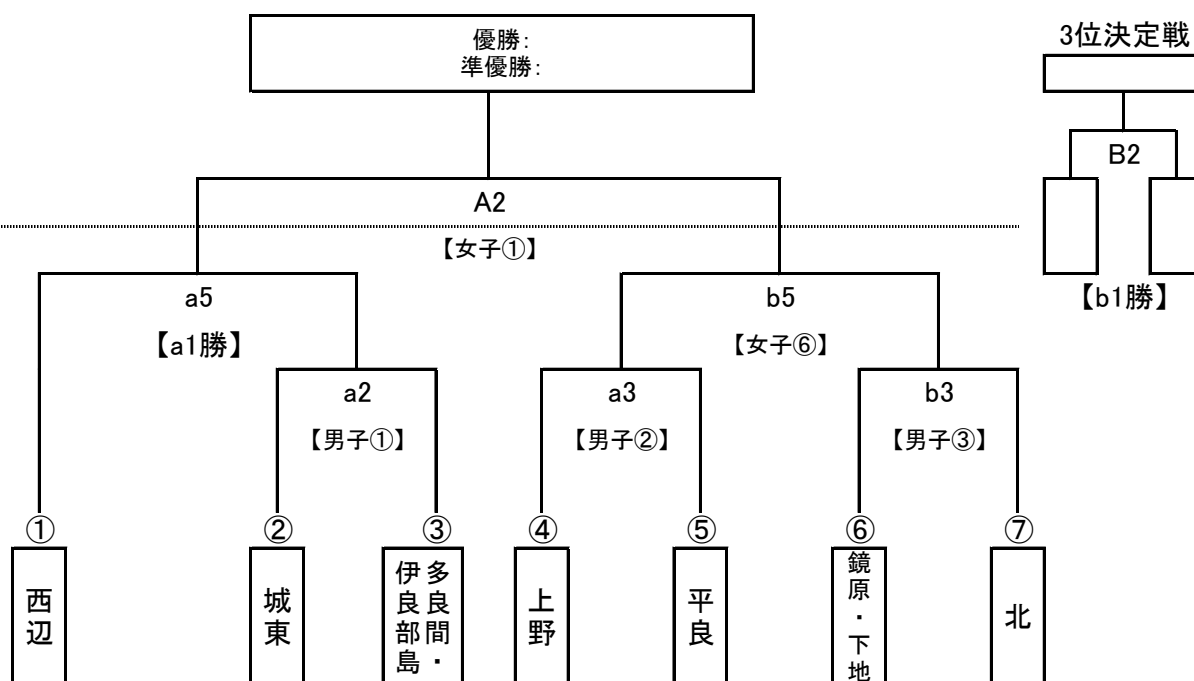 優勝:
準優勝:
3位決定戦
B2
A2
【女子①】
【b1勝】
a5
b5
【a1勝】
【女子⑥】
a2
a3
b3
【男子①】
【男子②】
【男子③】
①
②
③
④
⑤
⑥
⑦
西辺
城東
多良間・
伊良部島
上野
平良
鏡原・下地
北